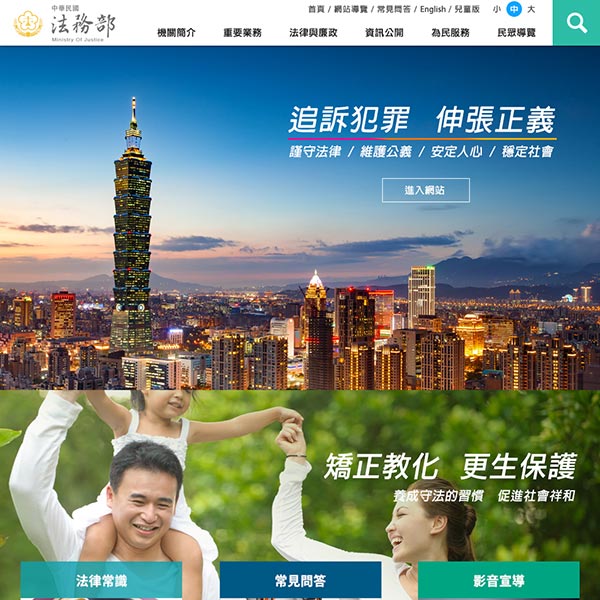 中華民國
法務部
Ministry Of Justice
首頁 / 網站導覽 / 常見問答 / English / 兒童版 小 中 大
機關簡介 重要業務 法律與廉政 資訊公開 為民服務 民眾導覽
追訴犯罪 伸張正義
謹守法律 / 維護公義 / 安定人心 / 穩定社會
進入網站
矯正教化 更生保護
養成守法的習慣 促進社會祥和
法律常識 常見問答 影音宣導